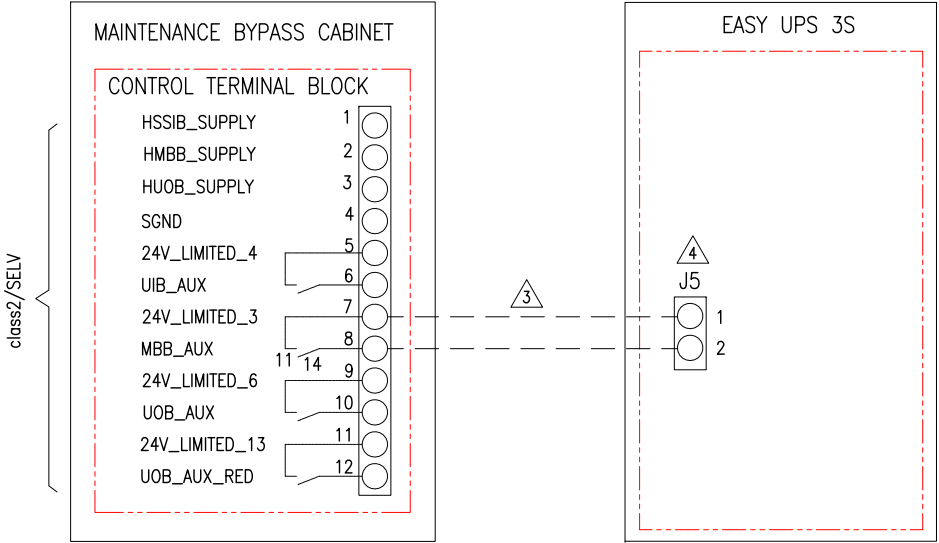 MAINTENANCE BYPASS CABINET
EASY UPS 3S
CONTROL TERMINAL BLOCK
HSSIB_SUPPLY 1
HMBB_SUPPLY 2
HUOB_SUPPLY 3
SGND 4
24V_LIMITED_4 5
UIB_AUX 6
24V_LIMITED_3 7
MBB_AUX 11 14 8
24V_LIMITED_6 9
UOB_AUX 10
24V_LIMITED_13 11
UOB_AUX_RED 12
class2/SELV
3
4
J5
1
2